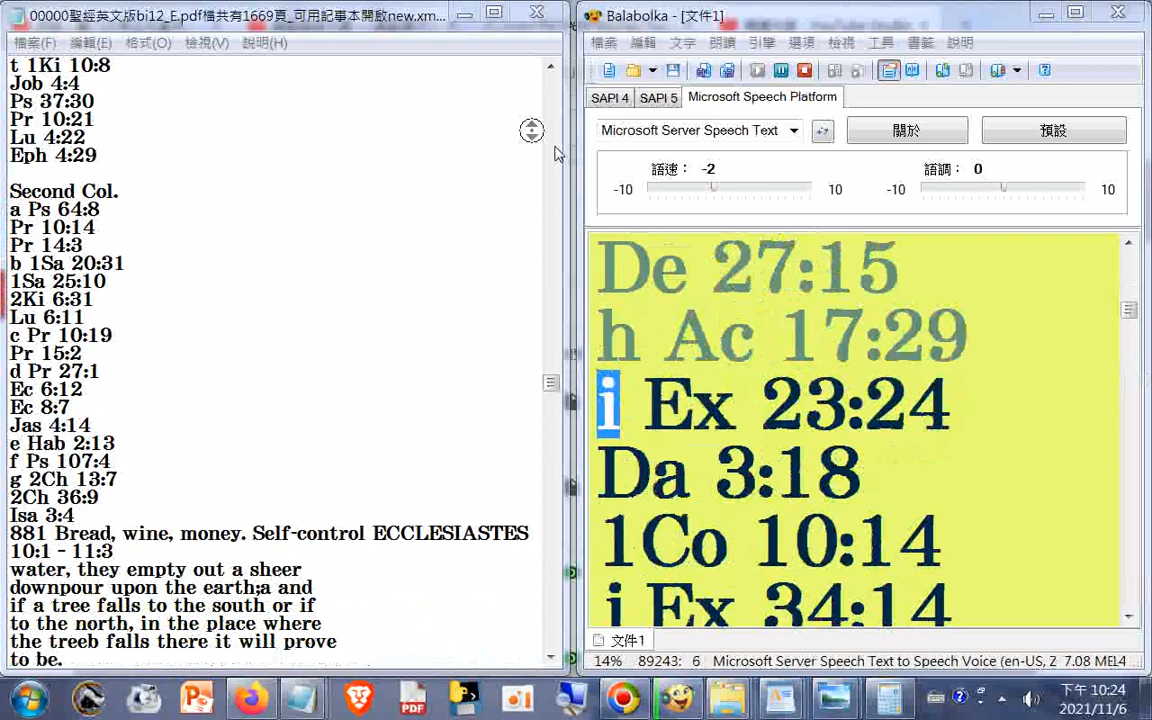 00000聖經英文版bi12_E.pdf檔共有1669頁_可用記事本開啟new.xm...
檔案(F) 編輯(E) 格式(O) 檢視(V) 說明(H)
t 1Ki 10:8
Job 4:4
Ps 37:30
Pr 10:21
Lu 4:22
Eph 4:29
Second Col.
a Ps 64:8
Pr 10:14
Pr 14:3
b 1Sa 20:31
1Sa 25:10
2Ki 6:31
Lu 6:11
c Pr 10:19
Pr 15:2
d Pr 27:1
Ec 6:12
Ec 8:7
Jas 4:14
e Hab 2:13
f Ps 107:4
g 2Ch 13:7
2Ch 36:9
Isa 3:4
881 Bread, wine, money. Self-control ECCLESIASTES
10:1 - 11:3
water, they empty out a sheer
downpour upon the earth;a and
if a tree falls to the south or if
to the north, in the place where
the treeb falls there it will prove
to be.
Balabolka - [文件1]
檔案 編輯 文字 朗讀 引擎 選項 檢視 工具 書籤 說明
SAPI 4 SAPI 5 Microsoft Speech Platform
Microsoft Server Speech Text 關於 預設
語速： -2 語調： 0
-10 10 -10 10
De 27:15
h Ac 17:29
i Ex 23:24
Da 3:18
1Co 10:14
j Ex 34:14
文件1
14% 89243: 6 Microsoft Server Speech Text to Speech Voice (en-US, Z 7.08 ME
PDF
下午 10:24
2021/11/6